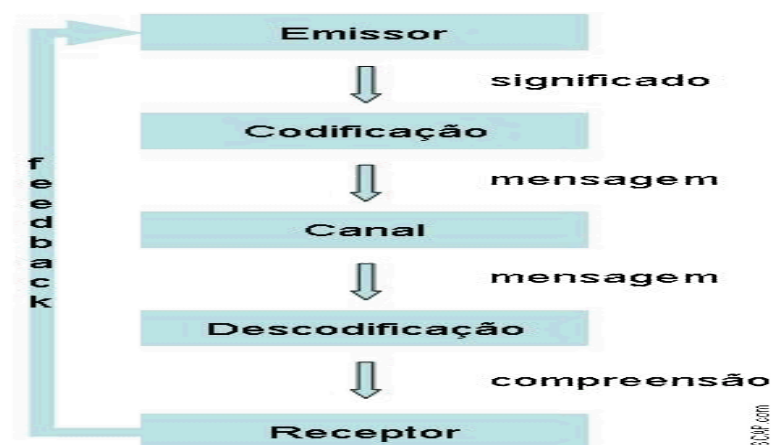 Emissor
significado
Codificação
mensagem
Canal
mensagem
Descodificação
compreensão
Receptor
feedback